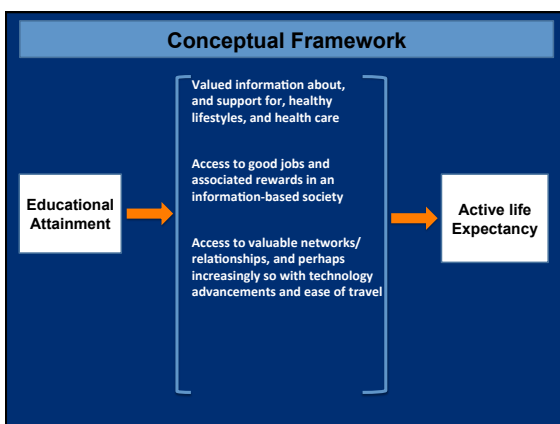 Conceptual Framework
Valued information about,
and support for, healthy
lifestyles, and health care
Access to good jobs and
associated rewards in an
information-based society
Access to valuable networks/
relationships, and perhaps
increasingly so with technology
advancements and ease of travel
Educational
Attainment
Active life
Expectancy